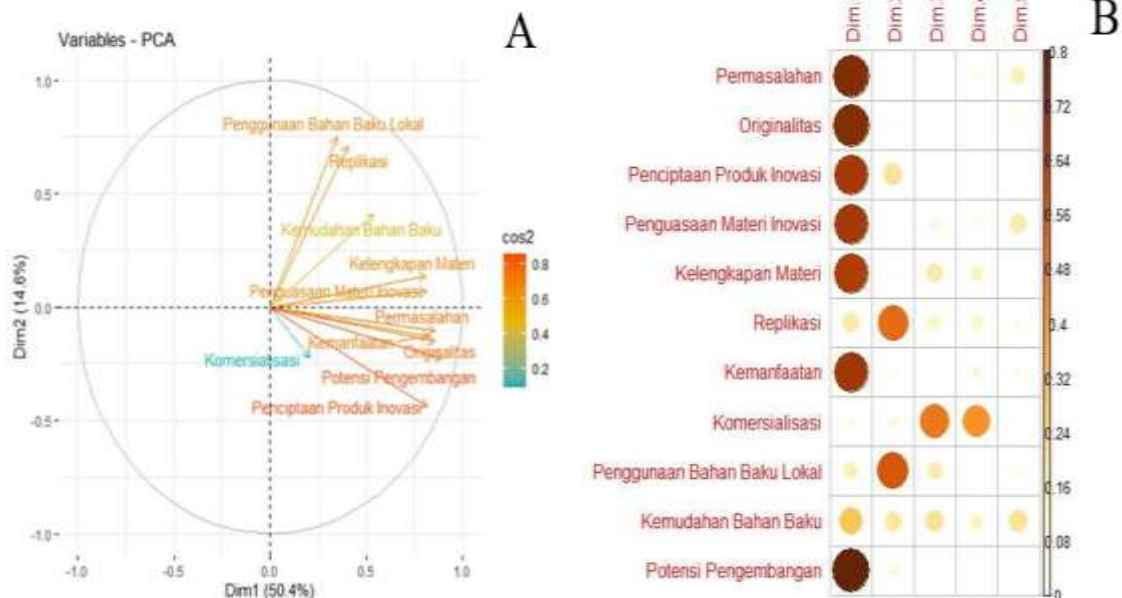 A
Variables - PCA
1.0
0.5
0.0
-0.5
-1.0
Dim2 (14.6%)
Penggunaan Bahan Baku Lokal
Replikasi
Kemudahan Bahan Baku
Kelengkapan Materi
Penguasaan Materi Inovasi
Permasalahan
Kemanfaatan
Originalitas
Komersialisasi
Potensi Pengembangan
Penciptaan Produk Inovasi
-1.0 -0.5 0.0 0.5 1.0
Dim1 (50.4%)
cos2
0.8
0.6
0.4
0.2
B
Permasalahan
Originalitas
Penciptaan Produk Inovasi
Penguasaan Materi Inovasi
Kelengkapan Materi
Replikasi
Kemanfaatan
Komersialisasi
Penggunaan Bahan Baku Lokal
Kemudahan Bahan Baku
Potensi Pengembangan
0.8
0.72
0.64
0.56
0.48
0.4
0.32
0.24
0.16
0.08
0